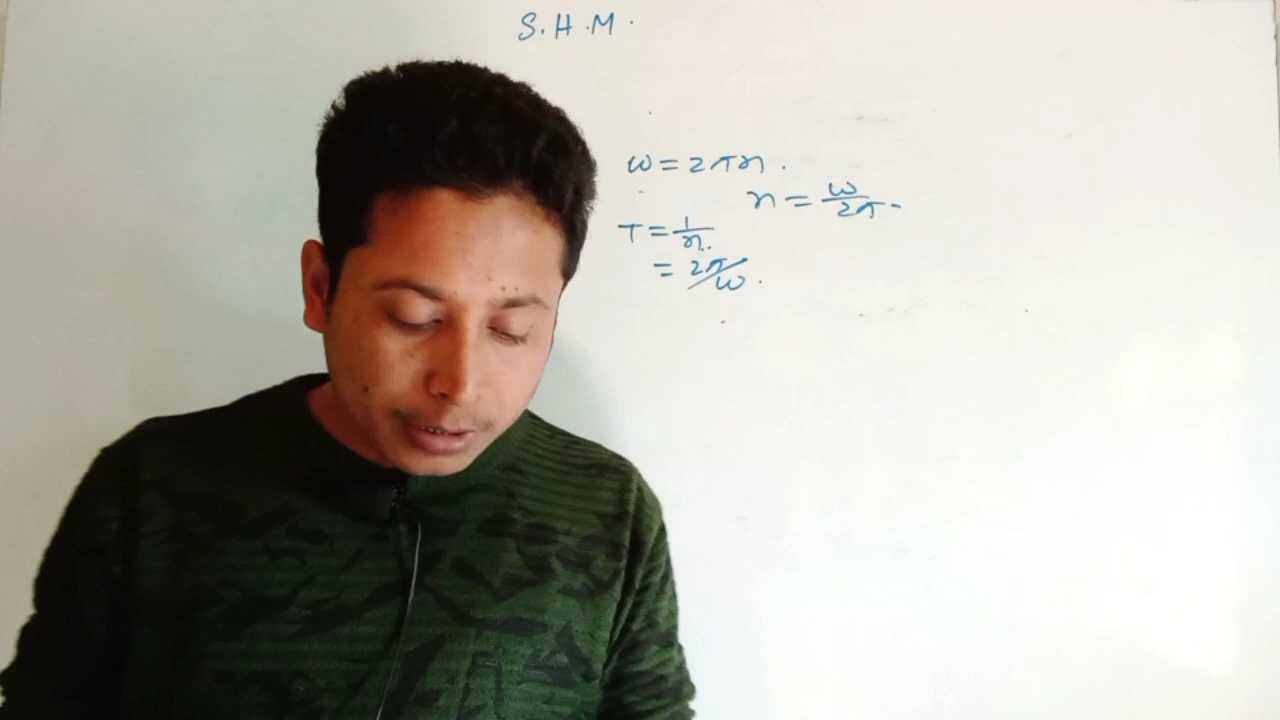 S.H.M.
ω = 2πn.
n = ω/2π
T = 1/n.
= 2π/ω.